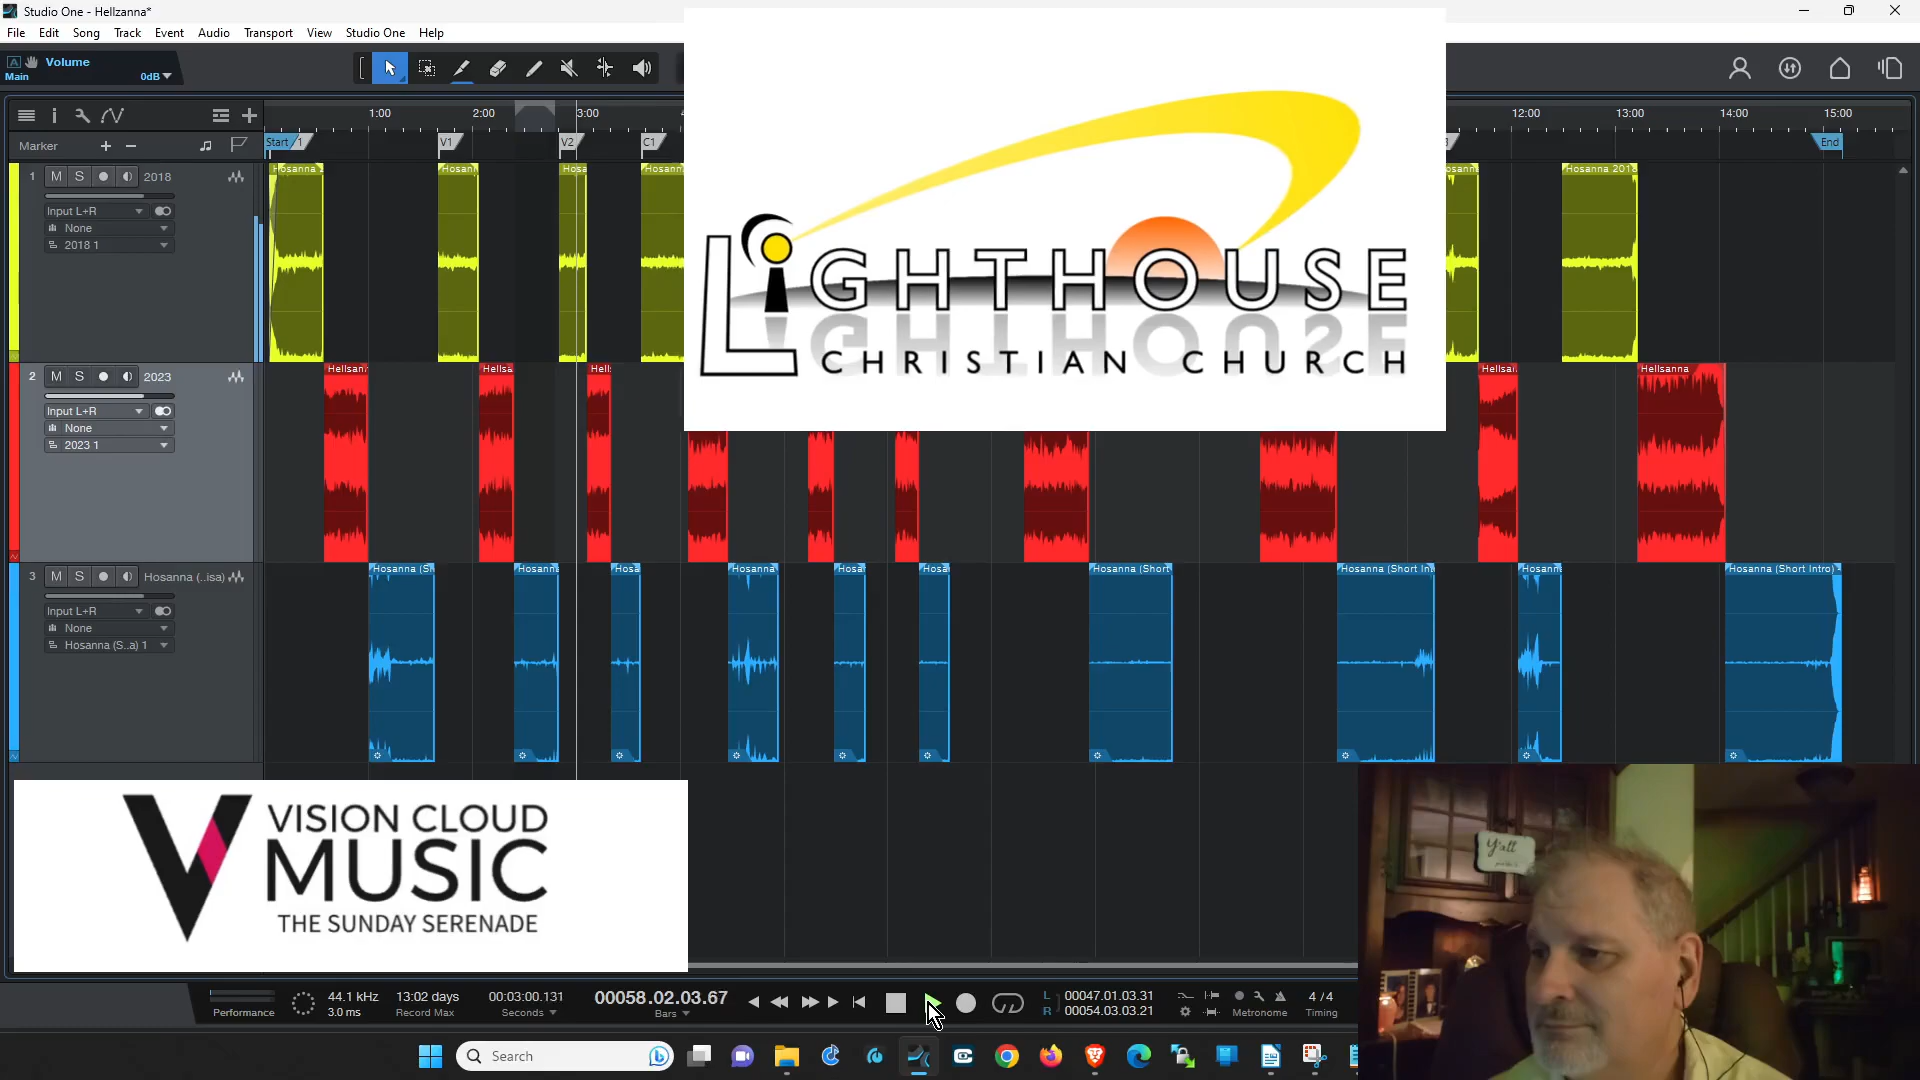 Studio One - Hellzanna*
File Edit Song Track Event Audio Transport View Studio One Help
Volume
Main 0dB
1:00 2:00 3:00 12:00 13:00 14:00 15:00
Marker
Start 1 V1 V2 C1 End
1 M S 2018
Input L+R
None
2018 1
Hosanna 2018
2 M S 2023
Input L+R
None
2023 1
Hellsanna
3 M S Hosanna (..isa)
Input L+R
None
Hosanna (S..a) 1
Hosanna (Short
Hosanna (Short Int
Hosanna (Short Intro) -
LIGHTHOUSE
CHRISTIAN CHURCH
VISION CLOUD
MUSIC
THE SUNDAY SERENADE
Y'all
Performance
44.1 kHz
3.0 ms
13:02 days
Record Max
00:03:00.131
Seconds
00058.02.03.67
Bars
L 00047.01.03.31
R 00054.03.03.21
Metronome
4 / 4
Timing
Search